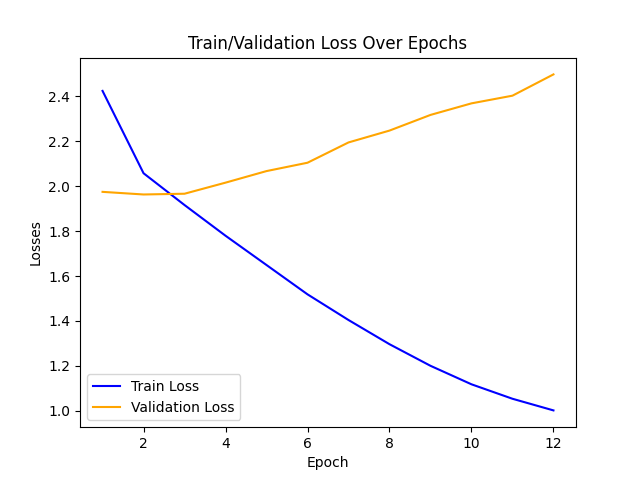 Train/Validation Loss Over Epochs
Losses
2.4
2.2
2.0
1.8
1.6
1.4
1.2
1.0
Train Loss
Validation Loss
2 4 6 8 10 12
Epoch